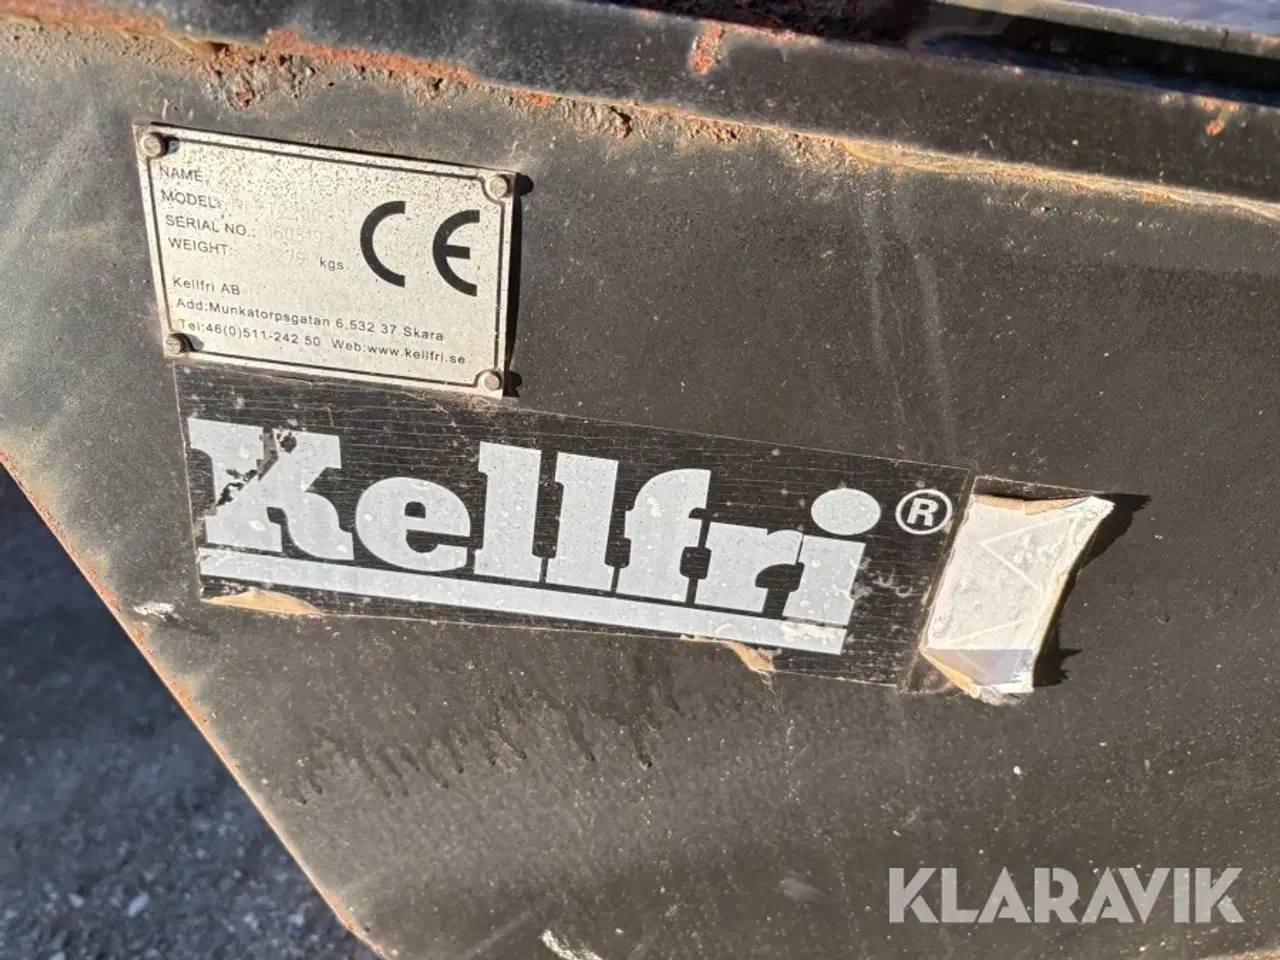 NAME:
MODEL:
SERIAL NO.:
WEIGHT: 279 kgs
CE
Kellfri AB
Add:Munkatorpsgatan 6,532 37 Skara
Tel:46(0)511-242 50 Web:www.kellfri.se
Kellfri®
KLARAVIK